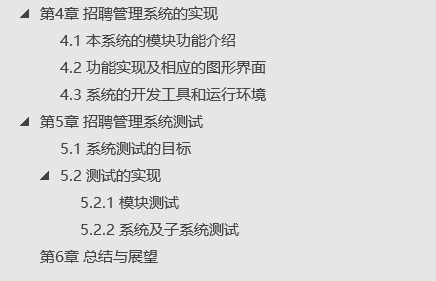 第4章 招聘管理系统的实现
4.1 本系统的模块功能介绍
4.2 功能实现及相应的图形界面
4.3 系统的开发工具和运行环境
第5章 招聘管理系统测试
5.1 系统测试的目标
5.2 测试的实现
5.2.1 模块测试
5.2.2 系统及子系统测试
第6章 总结与展望